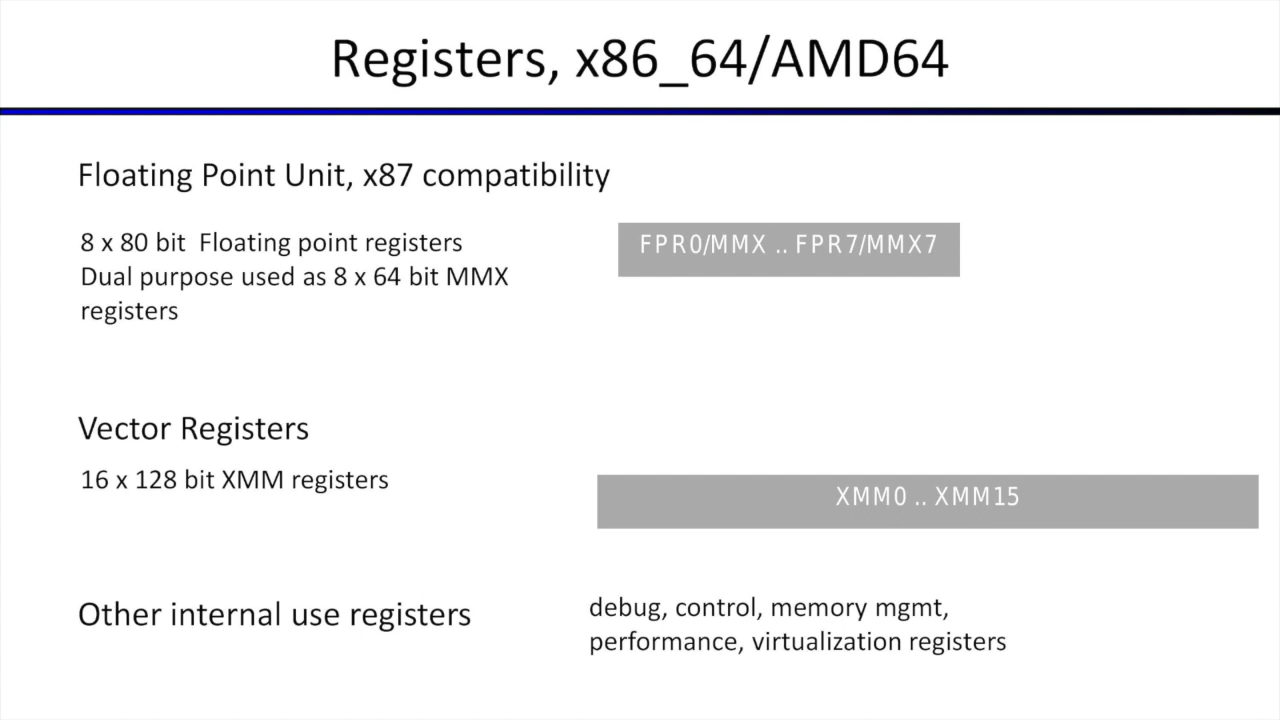 Registers, x86_64/AMD64
Floating Point Unit, x87 compatibility
8 x 80 bit  Floating point registers
Dual purpose used as 8 x 64 bit MMX
registers
FPR0/MMX .. FPR7/MMX7
Vector Registers
16 x 128 bit XMM registers
XMM0 .. XMM15
Other internal use registers
debug, control, memory mgmt,
performance, virtualization registers